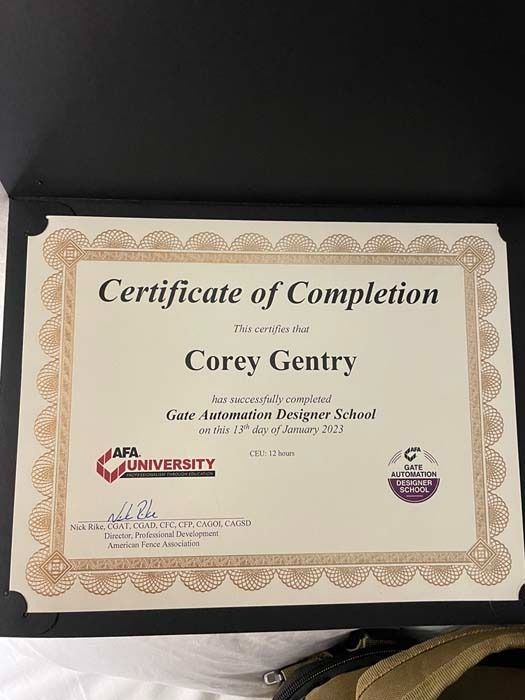 Certificate of Completion
This certifies that
Corey Gentry
has successfully completed
Gate Automation Designer School
on this 13th day of January 2023
CEU: 12 hours
AFA
UNIVERSITY
PROFESSIONALISM THROUGH EDUCATION
AFA
GATE
AUTOMATION
DESIGNER
SCHOOL
Nick Rike
Nick Rike, CGAT, CGAD, CFC, CFP, CAGOI, CAGSD
Director, Professional Development
American Fence Association